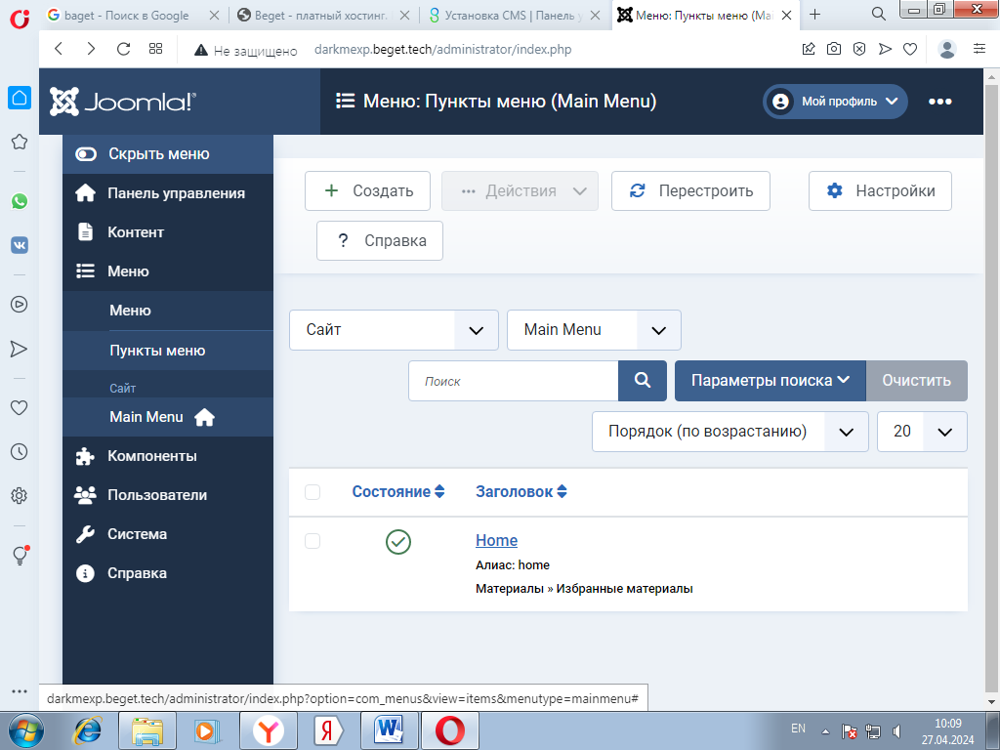 baget - Поиск в Google
Beget - платный хостинг.
Установка CMS | Панель у
Меню: Пункты меню (Mai
Не защищено
darkmexp.beget.tech/administrator/index.php
Joomla!®
Меню: Пункты меню (Main Menu)
Мой профиль
Скрыть меню
Панель управления
Контент
Меню
Меню
Пункты меню
Сайт
Main Menu
Компоненты
Пользователи
Система
Справка
Создать
Действия
Перестроить
Настройки
? Справка
Сайт
Main Menu
Поиск
Параметры поиска
Очистить
Порядок (по возрастанию)
20
Состояние
Заголовок
Home
Алиас: home
Материалы » Избранные материалы
darkmexp.beget.tech/administrator/index.php?option=com_menus&view=items&menutype=mainmenu#
EN
10:09
27.04.2024